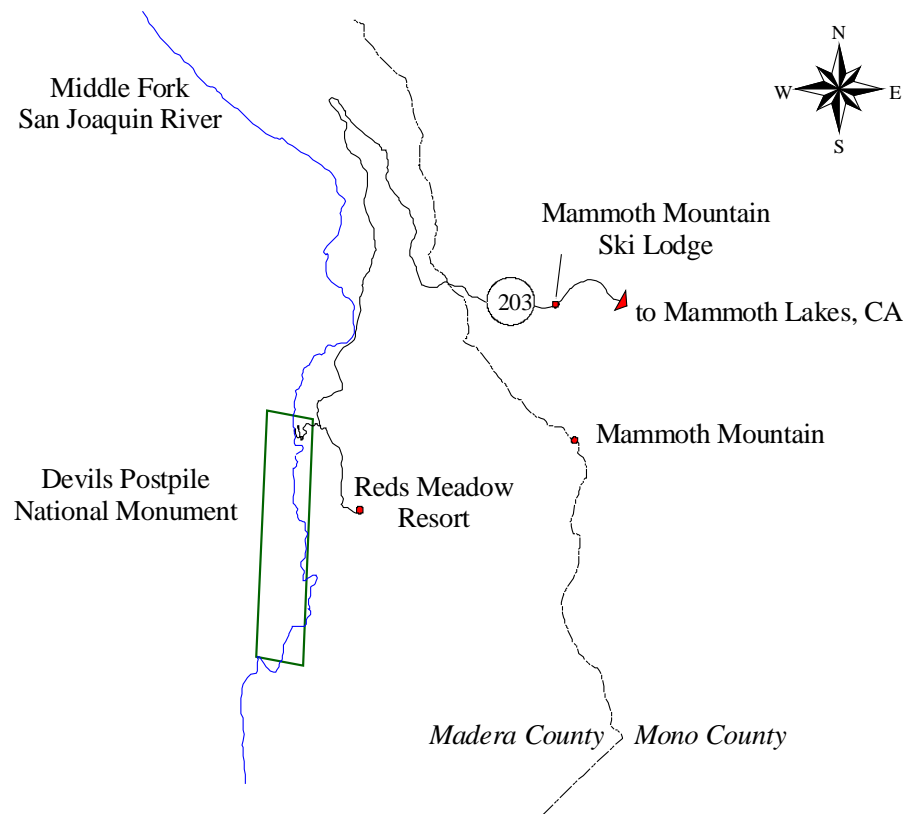 N
W
E
S
Middle Fork
San Joaquin River
Mammoth Mountain
Ski Lodge
203
to Mammoth Lakes, CA
Mammoth Mountain
Devils Postpile
National Monument
Reds Meadow
Resort
Madera County
Mono County